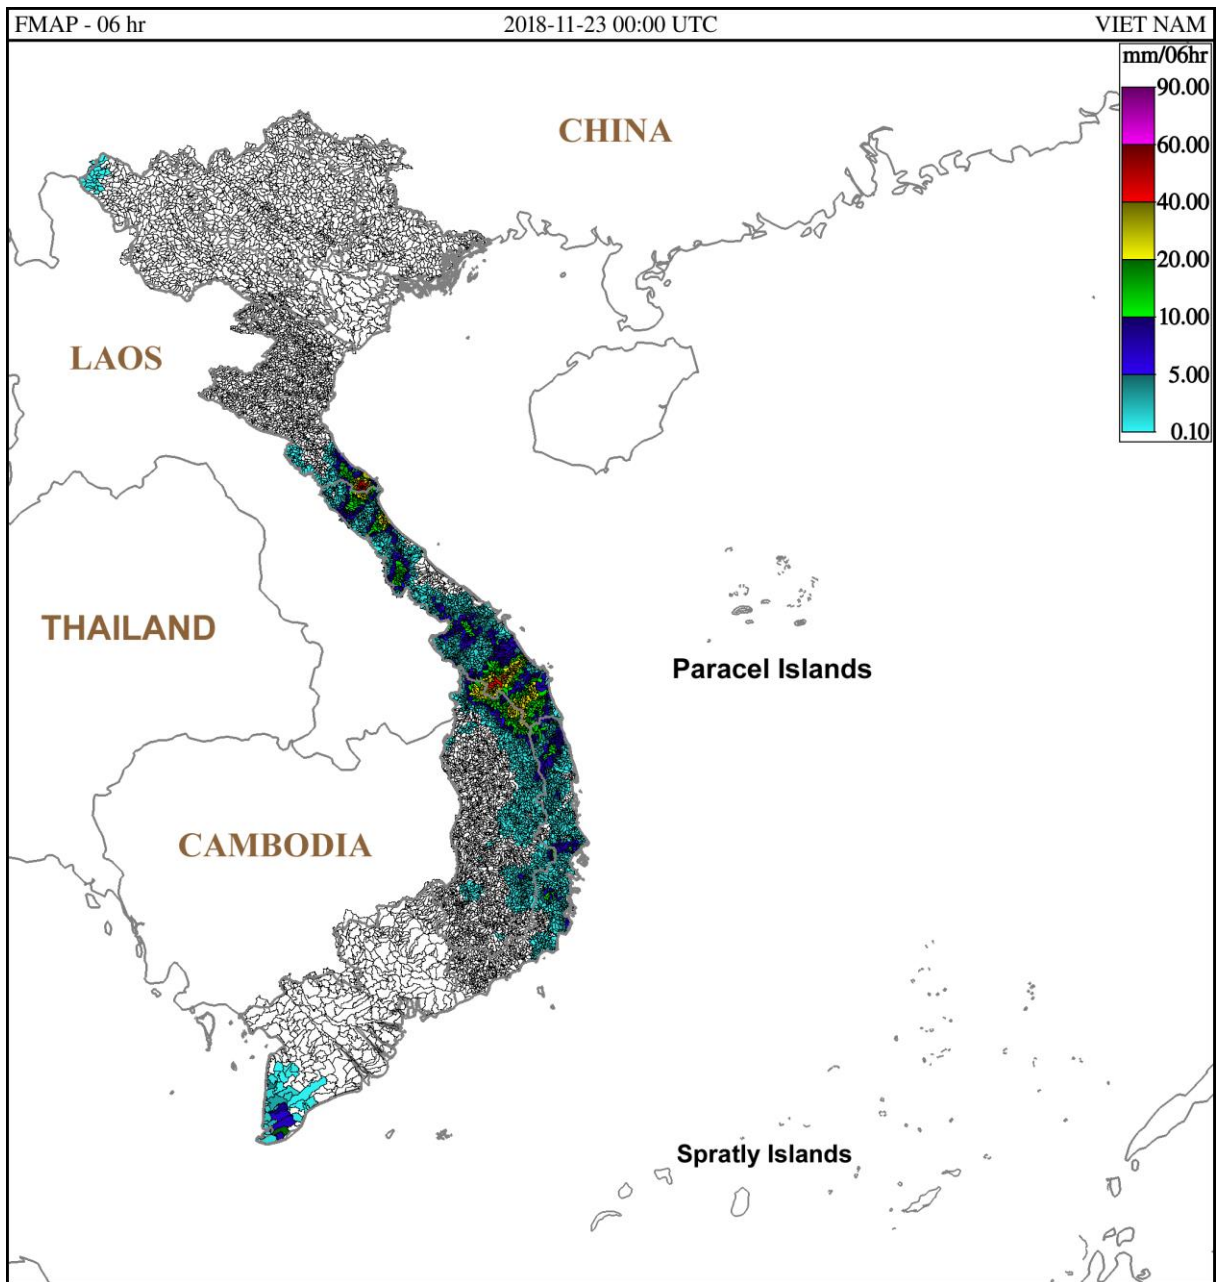 FMAP - 06 hr 2018-11-23 00:00 UTC VIET NAM
mm/06hr
90.00
60.00
40.00
20.00
10.00
5.00
0.10
CHINA
LAOS
THAILAND
Paracel Islands
CAMBODIA
Spratly Islands